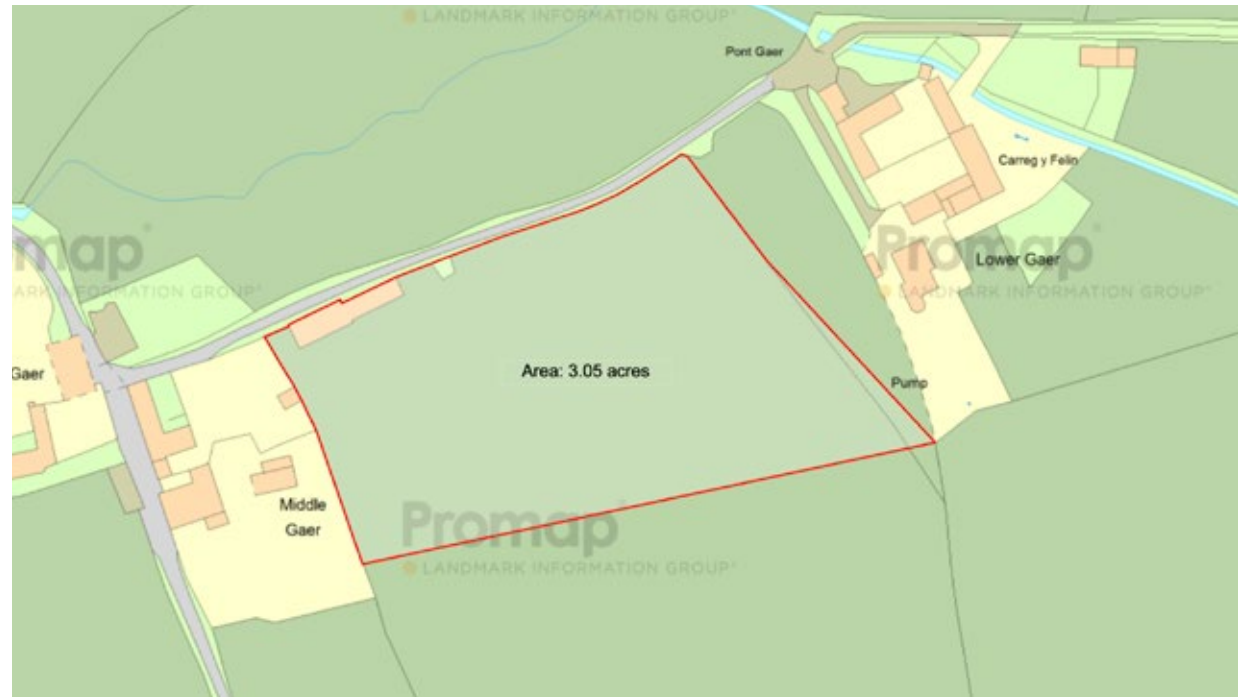 LANDMARK INFORMATION GROUP
Pont Gaer
Carreg y Felin
map
ARK INFORMATION GROUP
Promap
Lower Gaer
LANDMARK INFORMATION GROUP
Area: 3.05 acres
Gaer
Pump
Middle
Gaer
Promap
LANDMARK INFORMATION GROUP